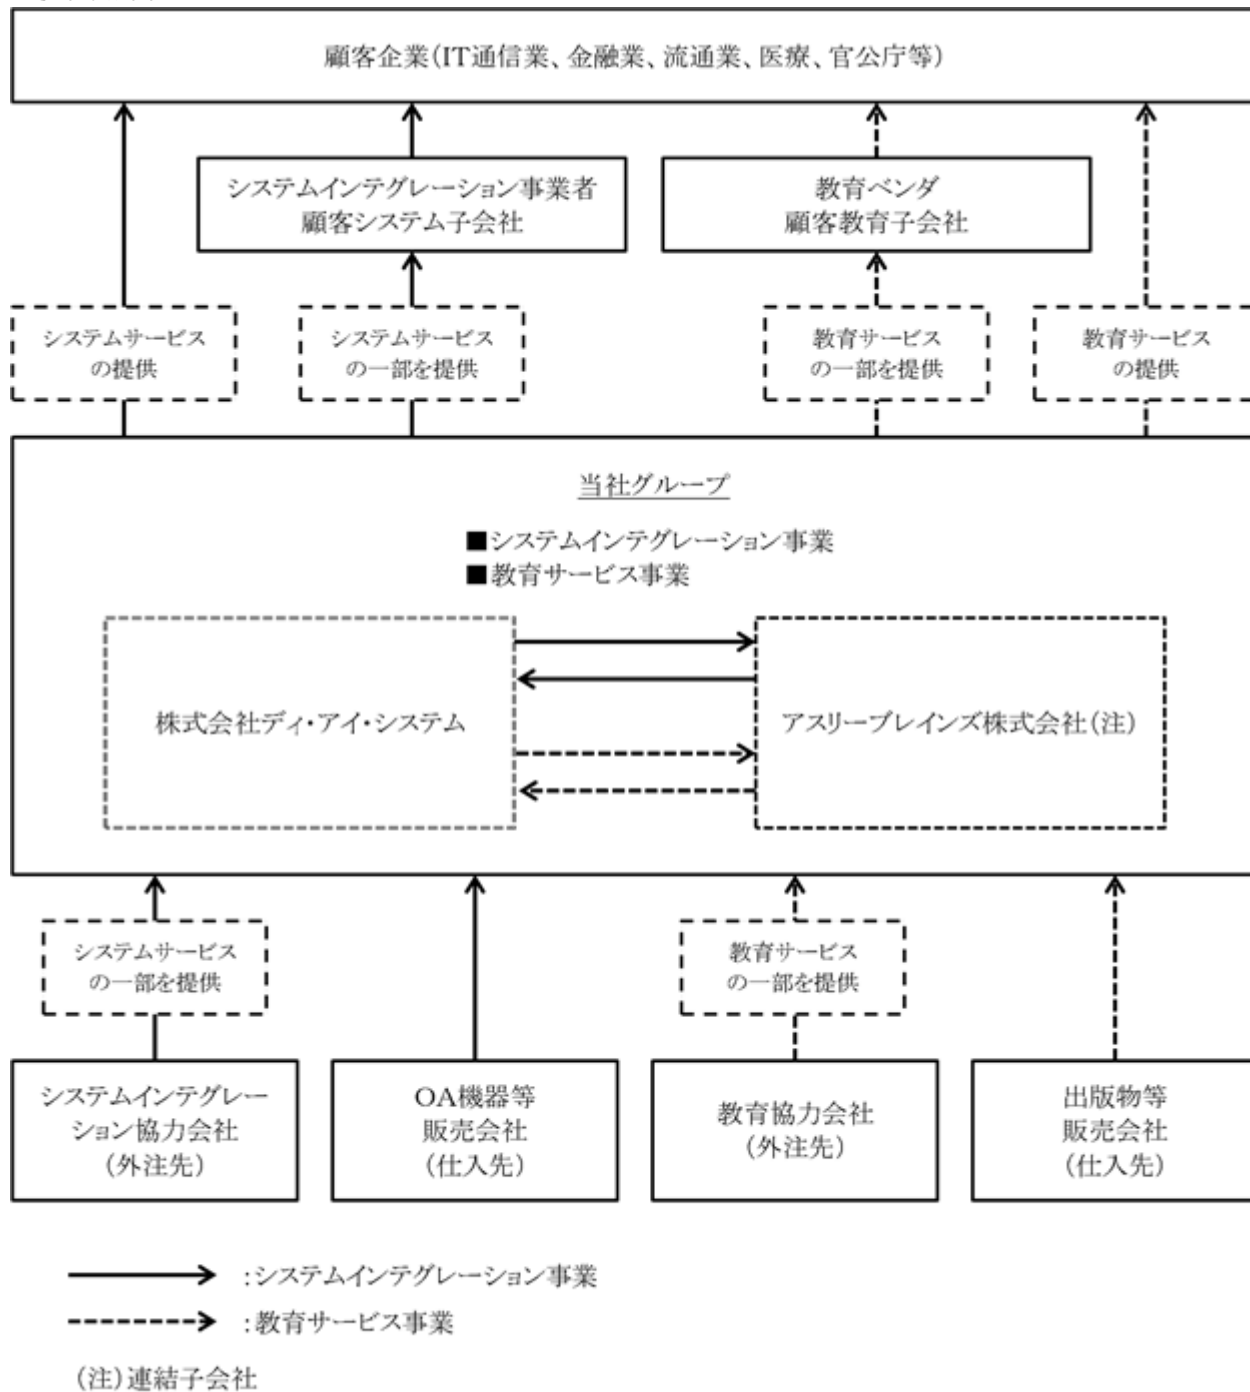 顧客企業(IT通信業、金融業、流通業、医療、官公庁等)
システムインテグレーション事業者
顧客システム子会社
教育ベンダ
顧客教育子会社
システムサービス
の提供
システムサービス
の一部を提供
教育サービス
の一部を提供
教育サービス
の提供
当社グループ
■システムインテグレーション事業
■教育サービス事業
株式会社ディ・アイ・システム
アスリーブレインズ株式会社(注)
システムサービス
の一部を提供
教育サービス
の一部を提供
システムインテグレー
ション協力会社
(外注先)
OA機器等
販売会社
(仕入先)
教育協力会社
(外注先)
出版物等
販売会社
(仕入先)
:システムインテグレーション事業
:教育サービス事業
(注)連結子会社